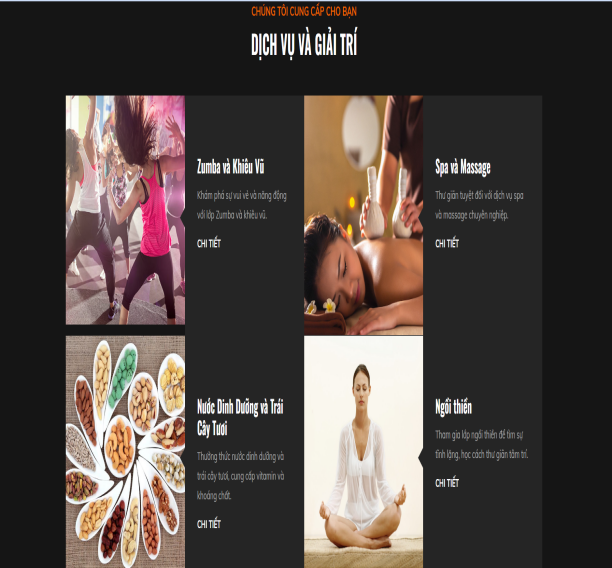 CHÚNG TÔI CUNG CẤP CHO BẠN
DỊCH VỤ VÀ GIẢI TRÍ
Zumba và Khiêu Vũ
Khám phá sự vui vẻ và năng động
với lớp Zumba và khiêu vũ.
CHI TIẾT
Spa và Massage
Thư giãn tuyệt đối với dịch vụ spa
và massage chuyên nghiệp.
CHI TIẾT
Nước Dinh Dưỡng và Trái
Cây Tươi
Thưởng thức nước dinh dưỡng và
trái cây tươi, cung cấp vitamin và
khoáng chất.
CHI TIẾT
Ngồi thiền
Tham gia lớp ngồi thiền để tìm sự
tĩnh lặng, học cách thư giãn tâm trí.
CHI TIẾT